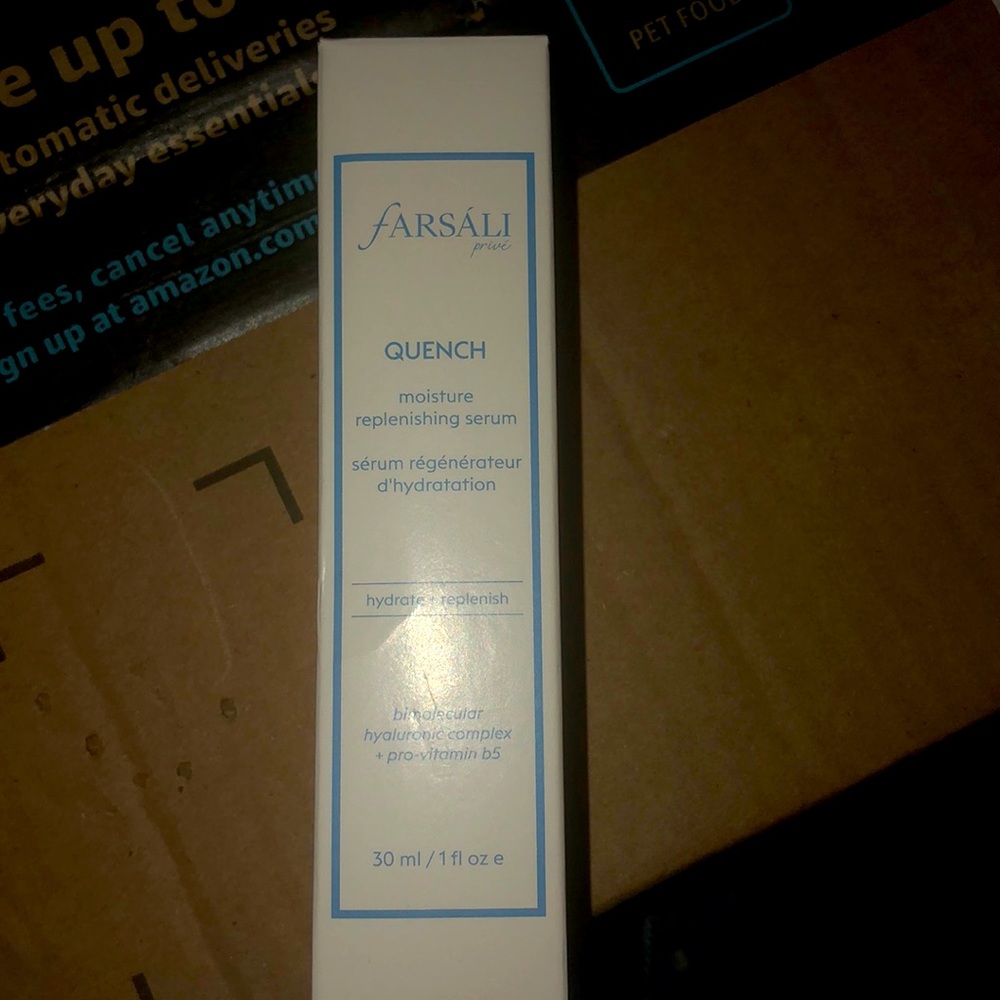 e up to
tomatic deliveries
veryday essentials
fees, cancel anytime
gn up at amazon.com
PET FOOD
fARSÁLI
privé
QUENCH
moisture
replenishing serum
sérum régénérateur
d'hydratation
hydrate + replenish
bimolecular
hyaluronic complex
+ pro-vitamin b5
30 ml / 1 fl oz e